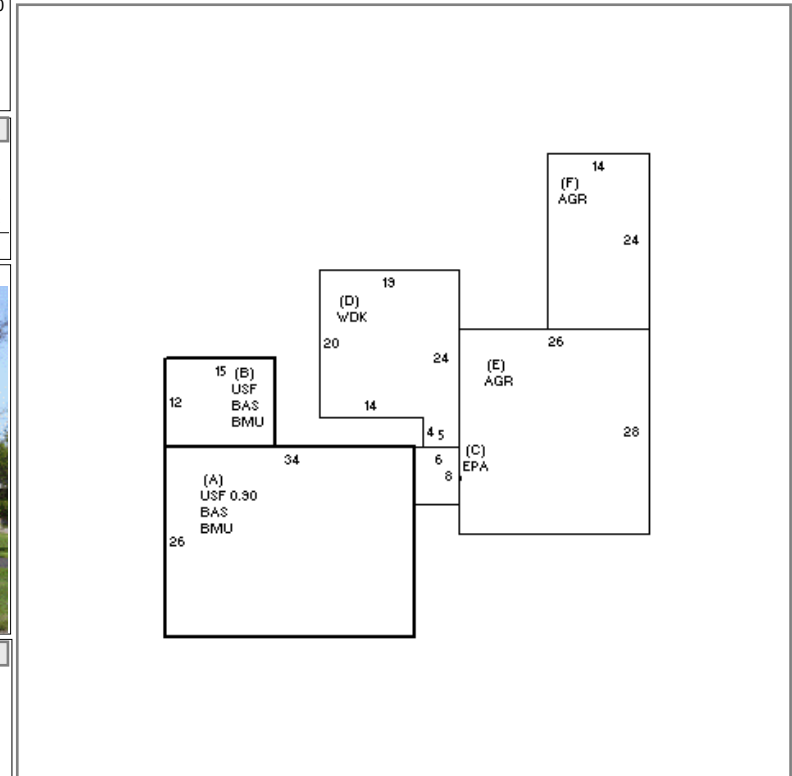 14
(F)
AGR
24
19
(D)
WDK
20
24
14
4 5
26
(E)
AGR
28
15 (B)
USF
BAS
BMU
12
34
(A)
USF 0.90
BAS
BMU
26
6
8
(C)
EPA